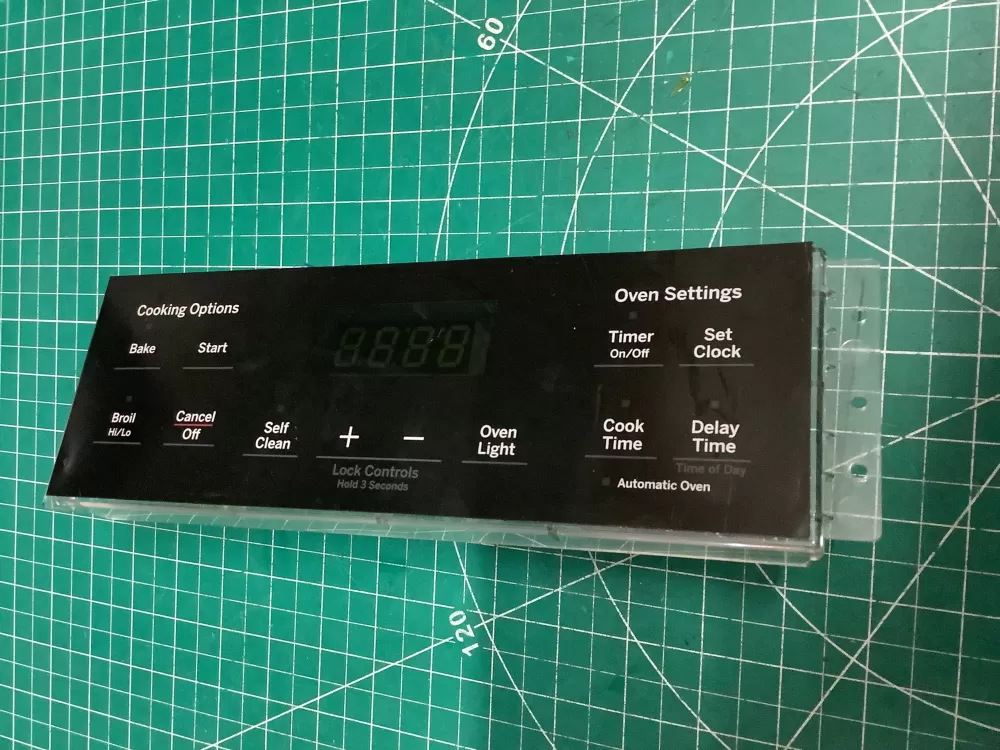 60
Cooking Options
Oven Settings
Bake
Start
Timer
On/Off
Set
Clock
Broil
Hi/Lo
Cancel
Off
Self
Clean
+
−
Lock Controls
Hold 3 Seconds
Oven
Light
Cook
Time
Delay
Time
Time of Day
Automatic Oven
120